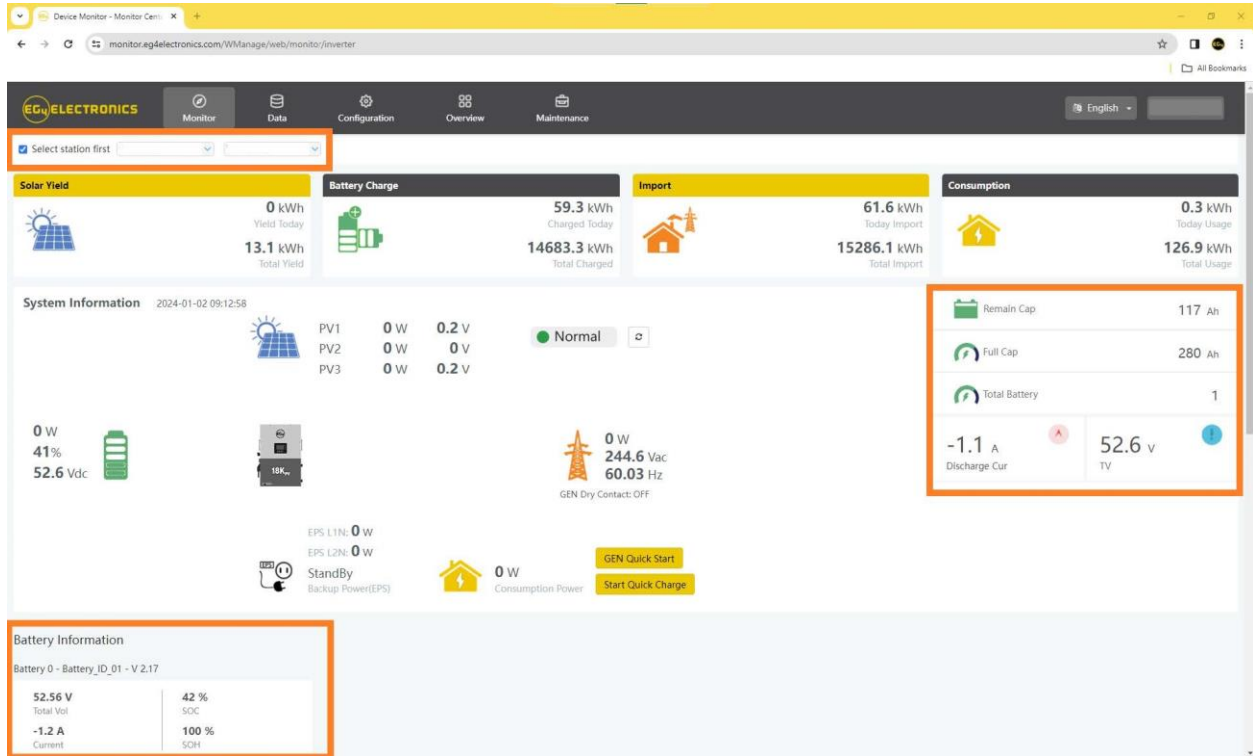 Device Monitor - Monitor Cent
monitor.eg4electronics.com/WManage/web/monitor/inverter
All Bookmarks
EG4 ELECTRONICS
Monitor
Data
Configuration
Overview
Maintenance
English
Select station first
Solar Yield
0 kWh
Yield Today
13.1 kWh
Total Yield
Battery Charge
59.3 kWh
Charged Today
14683.3 kWh
Total Charged
Import
61.6 kWh
Today Import
15286.1 kWh
Total Import
Consumption
0.3 kWh
Today Usage
126.9 kWh
Total Usage
System Information 2024-01-02 09:12:58
PV1 0 W 0.2 V
PV2 0 W 0 V
PV3 0 W 0.2 V
Normal
0 W
41%
52.6 Vdc
18K
0 W
244.6 Vac
60.03 Hz
GEN Dry Contact: OFF
EPS L1N: 0 W
EPS L2N: 0 W
StandBy
Backup Power(EPS)
EPS
0 W
Consumption Power
GEN Quick Start
Start Quick Charge
Remain Cap 117 Ah
Full Cap 280 Ah
Total Battery 1
-1.1 A
Discharge Cur
52.6 V
TV
Battery Information
Battery 0 - Battery_ID_01 - V 2.17
52.56 V
Total Vol
42 %
SOC
-1.2 A
Current
100 %
SOH